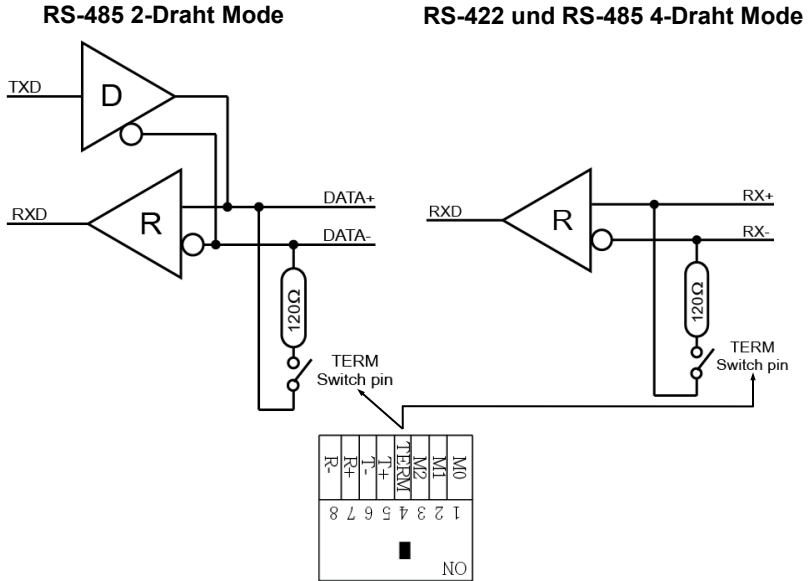 RS-485 2-Draht Mode
RS-422 und RS-485 4-Draht Mode
TXD
D
RXD
R
DATA+
DATA-
120Ω
TERM
Switch pin
RXD
R
RX+
RX-
120Ω
TERM
Switch pin
R- R+ T- T+ TERM M2 M1 M0
8 7 6 5 4 3 2 1
ON